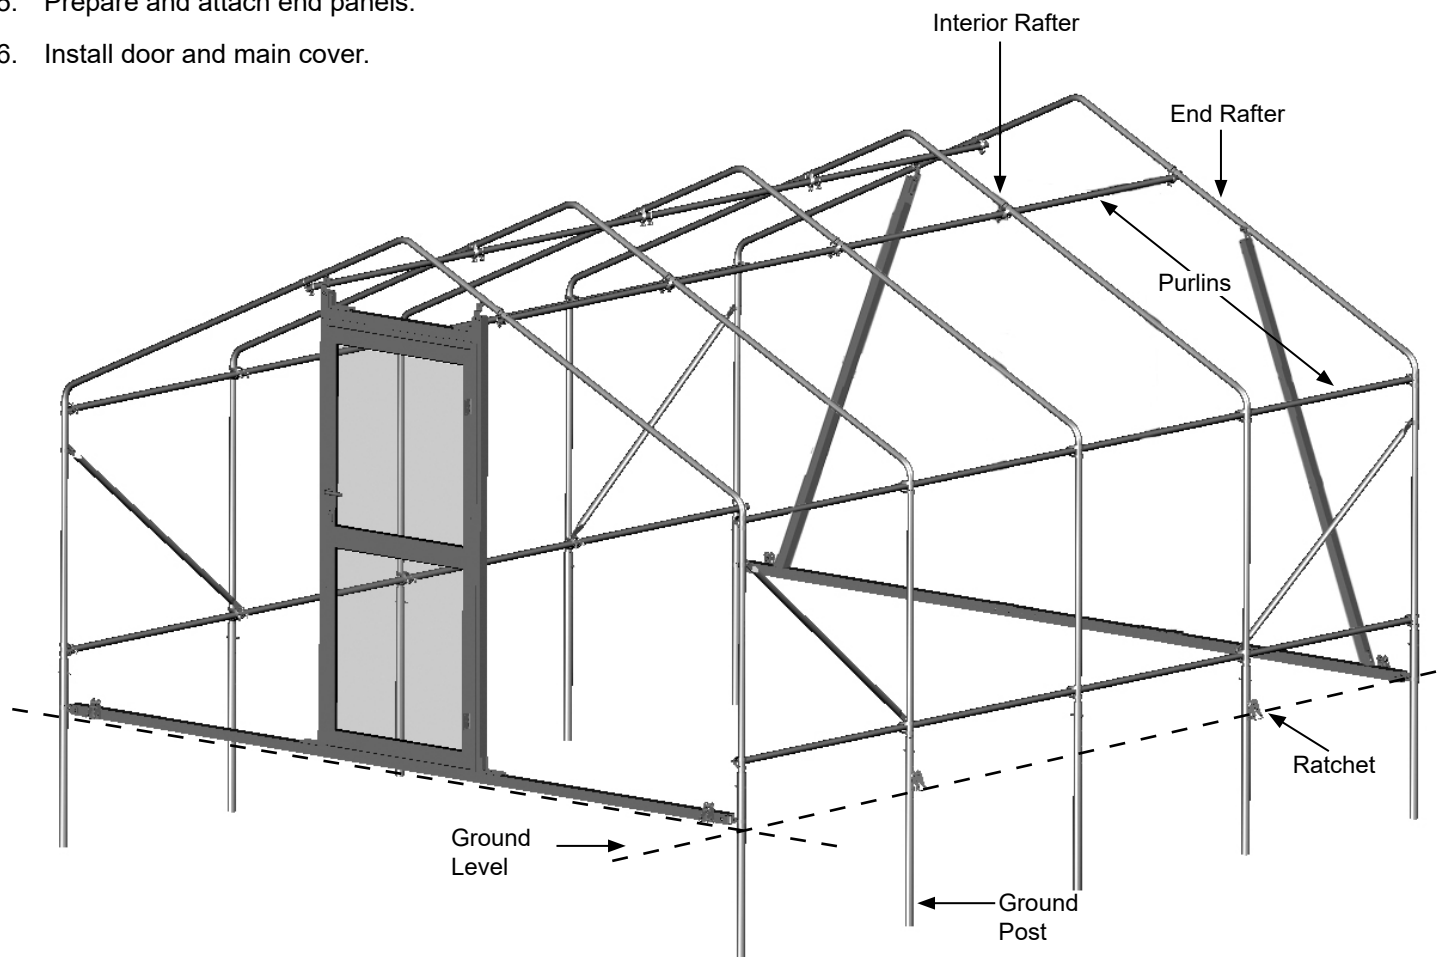 5. Prepare and attach end panels.
6. Install door and main cover.
Interior Rafter
End Rafter
Purlins
Ratchet
Ground
Level
Ground
Post